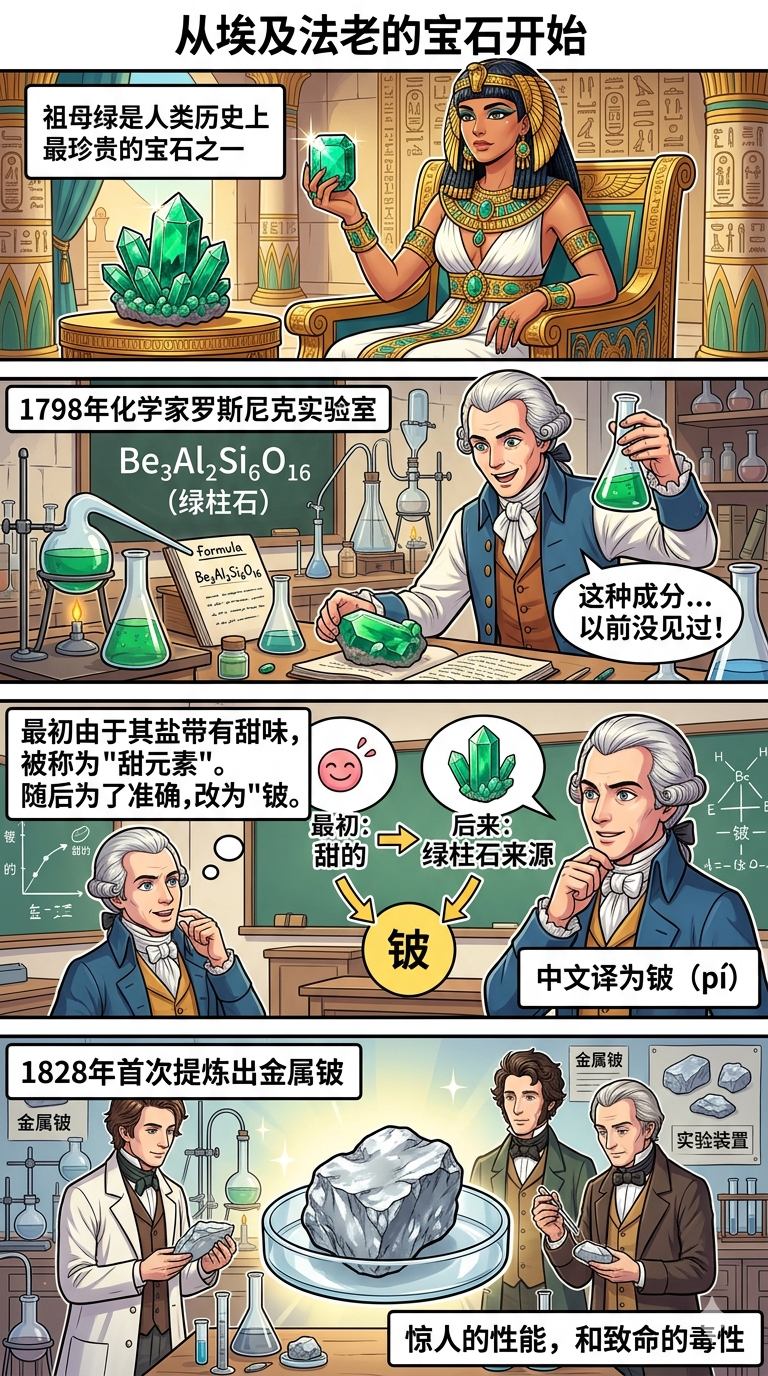 从埃及法老的宝石开始
祖母绿是人类历史上
最珍贵的宝石之一
1798年化学家罗斯尼克实验室
Be₃Al₂Si₆O₁₆
（绿柱石）
Formula
Be₃Al₃Si₆O₁₆
这种成分...
以前没见过！
最初由于其盐带有甜味，
被称为"甜元素"。
随后为了准确，改为"铍。
最初：
甜的
后来：
绿柱石来源
铍
的
H
H
Be
E
E
铍
中文译为铍（pí）
1828年首次提炼出金属铍
金属铍
金属铍
实验装置
惊人的性能，和致命的毒性